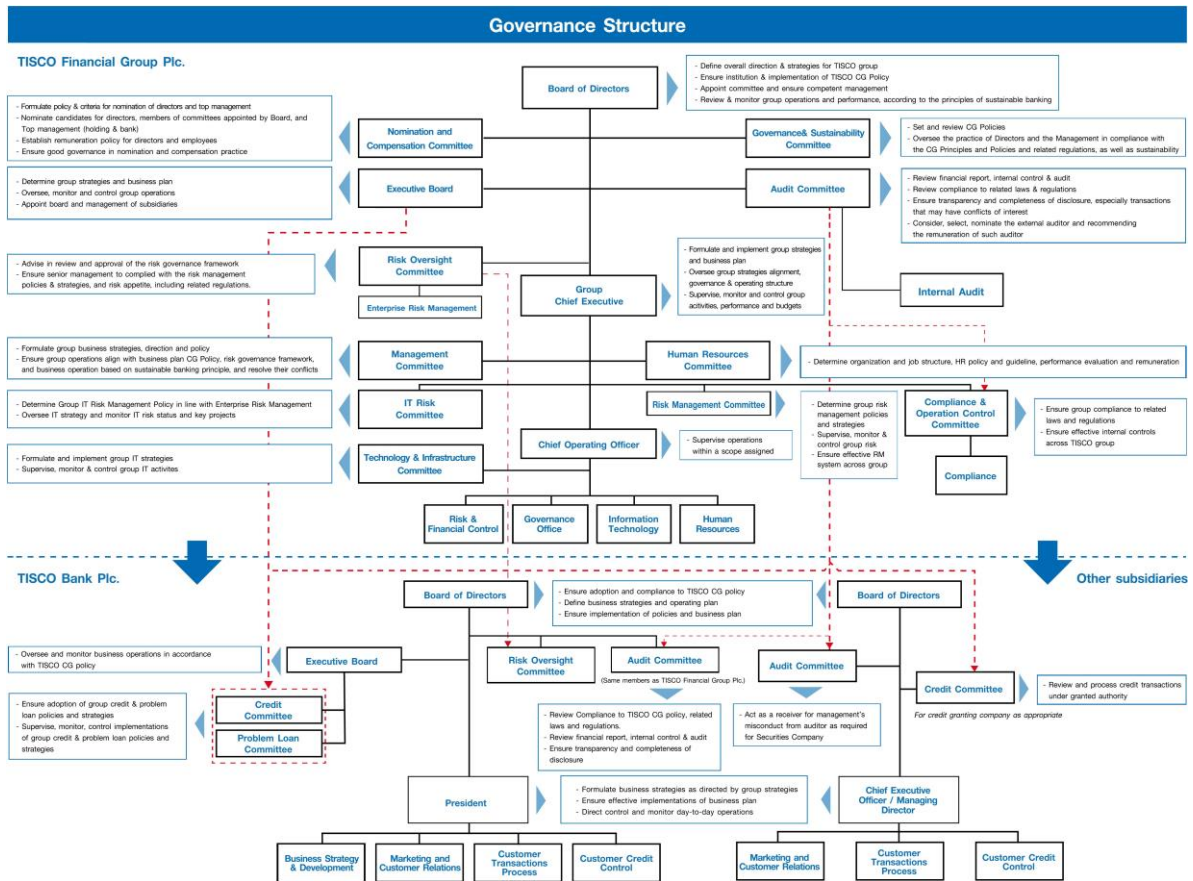 Governance Structure
TISCO Financial Group Plc.
Board of Directors
- Define overall direction & strategies for TISCO group
- Ensure institution & implementation of TISCO CG Policy
- Appoint committee and ensure competent management
- Review & monitor group operations and performance, according to the principles of sustainable banking
- Formulate policy & criteria for nomination of directors and top management
- Nominate candidates for directors, members of committees appointed by Board, and
Top management (holding & bank)
- Establish remuneration policy for directors and employees
- Ensure good governance in nomination and compensation practice
Nomination and
Compensation Committee
Governance& Sustainability
Committee
- Set and review CG Policies
- Oversee the practice of Directors and the Management in compliance with
the CG Principles and Policies and related regulations, as well as sustainability
- Determine group strategies and business plan
- Oversee, monitor and control group operations
- Appoint board and management of subsidiaries
Executive Board
Audit Committee
- Review financial report, internal control & audit
- Review compliance to related laws & regulations
- Ensure transparency and completeness of disclosure, especially transactions
that may have conflicts of interest
- Consider, select, nominate the external auditor and recommending
the remuneration of such auditor
- Advise in review and approval of the risk governance framework
- Ensure senior management to complied with the risk management
policies & strategies, and risk appetite, including related regulations.
Risk Oversight
Committee
Enterprise Risk Management
Group
Chief Executive
- Formulate and implement group strategies
and business plan
- Oversee group strategies alignment,
governance & operating structure
- Supervise, monitor and control group
activities, performance and budgets
Internal Audit
- Formulate group business strategies, direction and policy
- Ensure group operations align with business plan CG Policy, risk governance framework,
and business operation based on sustainable banking principle, and resolve their conflicts
Management
Committee
Human Resources
Committee
- Determine organization and job structure, HR policy and guideline, performance evaluation and remuneration
- Determine Group IT Risk Management Policy in line with Enterprise Risk Management
- Oversee IT strategy and monitor IT risk status and key projects
IT Risk
Committee
Risk Management Committee
- Determine group risk
management policies
and strategies
- Supervise, monitor &
control group risk
- Ensure effective RM
system across group
Compliance &
Operation Control
Committee
- Ensure group compliance to related
laws and regulations
- Ensure effective internal controls
across TISCO group
Compliance
Chief Operating Officer
- Supervise operations
within a scope assigned
- Formulate and implement group IT strategies
- Supervise, monitor & control group IT activites
Technology & Infrastructure
Committee
Risk &
Financial Control
Governance
Office
Information
Technology
Human
Resources
TISCO Bank Plc.
Other subsidiaries
Board of Directors
- Ensure adoption and compliance to TISCO CG policy
- Define business strategies and operating plan
- Ensure implementation of policies and business plan
Board of Directors
- Oversee and monitor business operations in accordance
with TISCO CG policy
Executive Board
Risk Oversight
Committee
Audit Committee
(Same members as TISCO Financial Group Plc.)
Audit Committee
Credit Committee
For credit granting company as appropriate
- Review and process credit transactions
under granted authority
- Ensure adoption of group credit & problem
loan policies and strategies
- Supervise, monitor, control implementations
of group credit & problem loan policies and
strategies
Credit
Committee
Problem Loan
Committee
- Review Compliance to TISCO CG policy, related
laws and regulations.
- Review financial report, internal control & audit
- Ensure transparency and completeness of
disclosure
- Act as a receiver for management's
misconduct from auditor as required
for Securities Company
President
- Formulate business strategies as directed by group strategies
- Ensure effective implementations of business plan
- Direct control and monitor day-to-day operations
Chief Executive
Officer / Managing
Director
Business Strategy
& Development
Marketing and
Customer Relations
Customer
Transactions
Process
Customer Credit
Control
Marketing and
Customer Relations
Customer
Transactions
Process
Customer Credit
Control